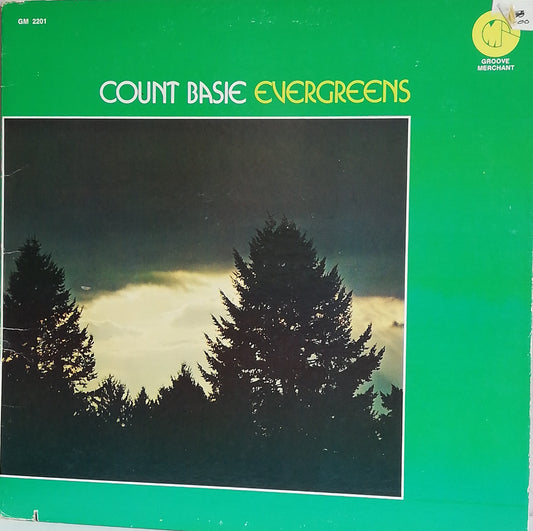 GM 2201
GROOVE
MERCHANT
COUNT BASIE EVERGREENS